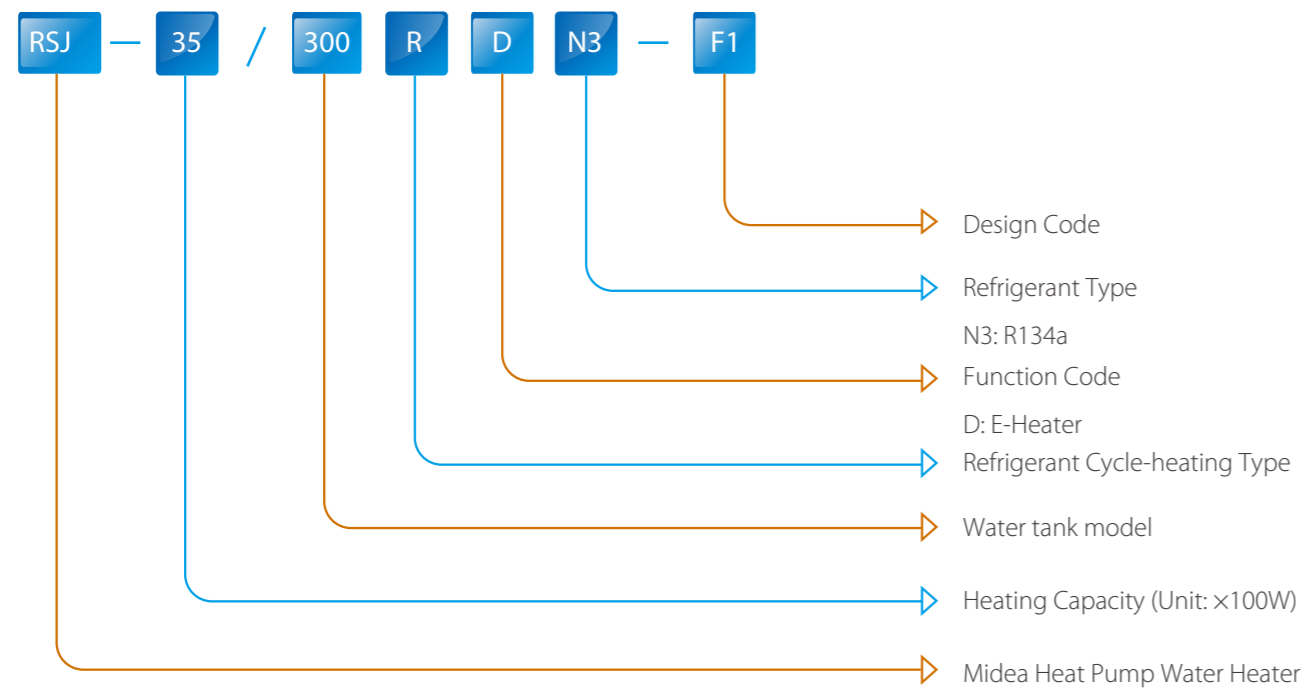 RSJ — 35 / 300 R D N3 — F1
Design Code
Refrigerant Type
N3: R134a
Function Code
D: E-Heater
Refrigerant Cycle-heating Type
Water tank model
Heating Capacity (Unit: ×100W)
Midea Heat Pump Water Heater